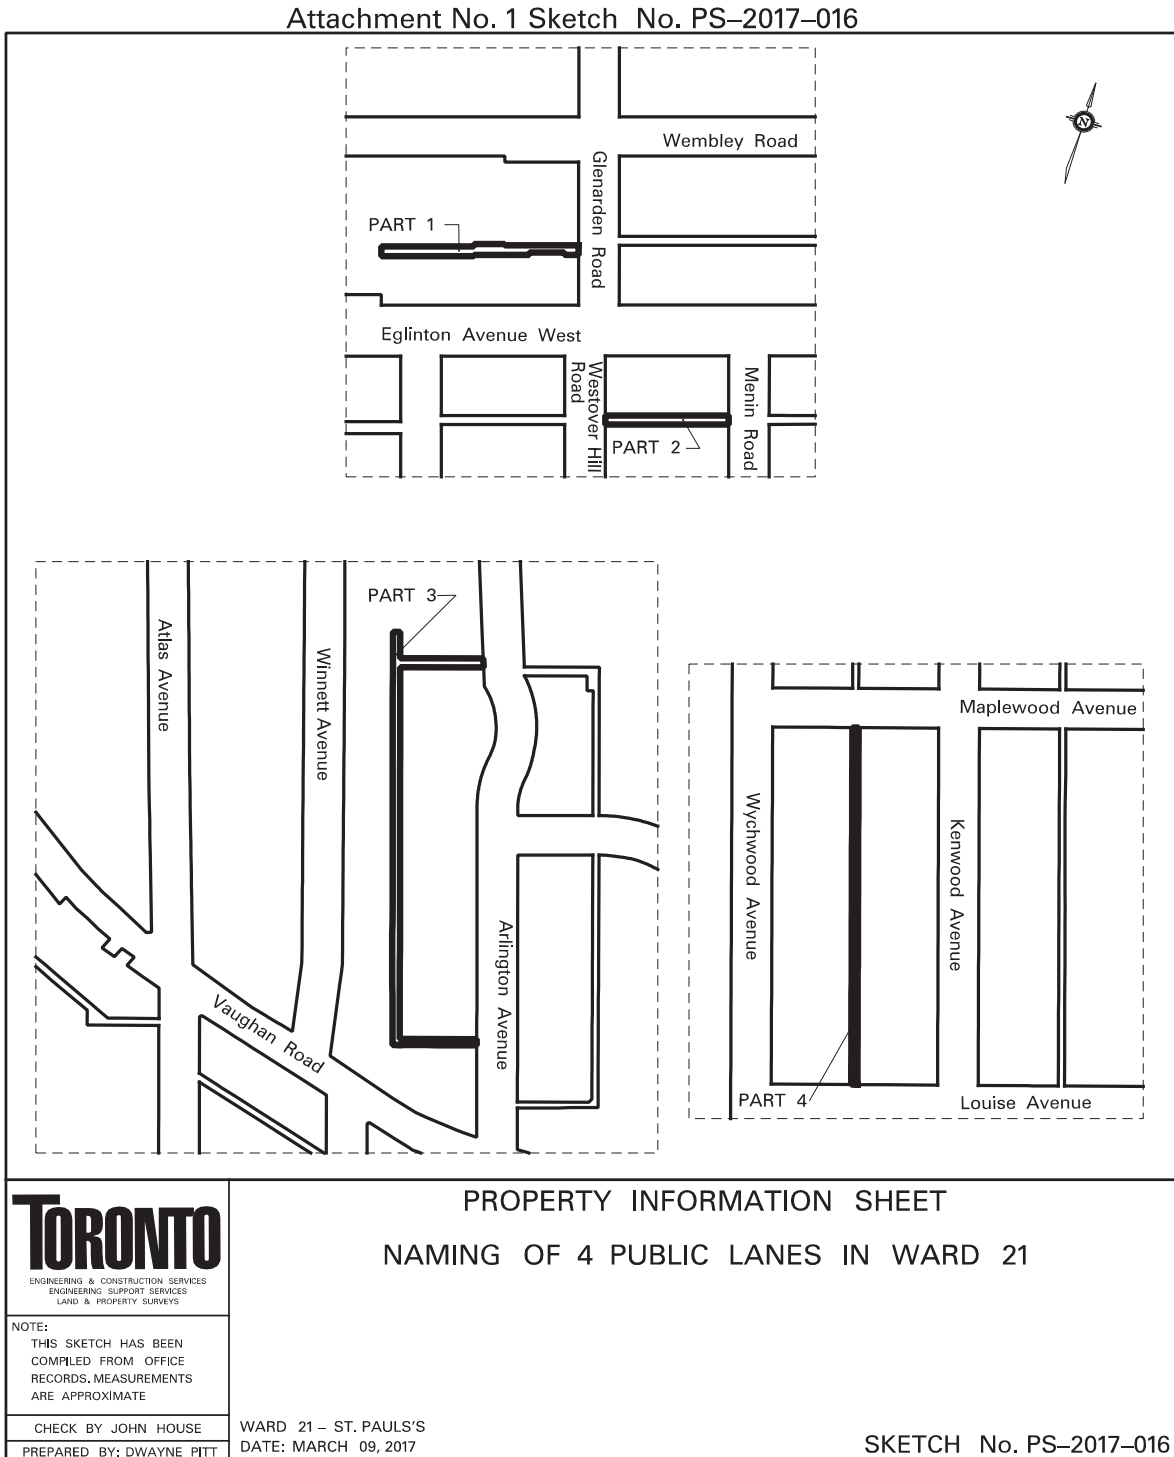 Attachment No. 1 Sketch No. PS–2017–016
N
Wembley Road
Glenarden Road
PART 1
Eglinton Avenue West
Westover Hill
Road
Menin Road
PART 2
PART 3
Atlas Avenue
Winnett Avenue
Arlington Avenue
Vaughan Road
Maplewood Avenue
Wychwood Avenue
Kenwood Avenue
PART 4
Louise Avenue
TORONTO
ENGINEERING & CONSTRUCTION SERVICES
ENGINEERING SUPPORT SERVICES
LAND & PROPERTY SURVEYS
PROPERTY INFORMATION SHEET
NAMING OF 4 PUBLIC LANES IN WARD 21
NOTE:
THIS SKETCH HAS BEEN
COMPILED FROM OFFICE
RECORDS. MEASUREMENTS
ARE APPROXIMATE
CHECK BY JOHN HOUSE
PREPARED BY: DWAYNE PITT
WARD 21 – ST. PAULS'S
DATE: MARCH 09, 2017
SKETCH No. PS–2017–016